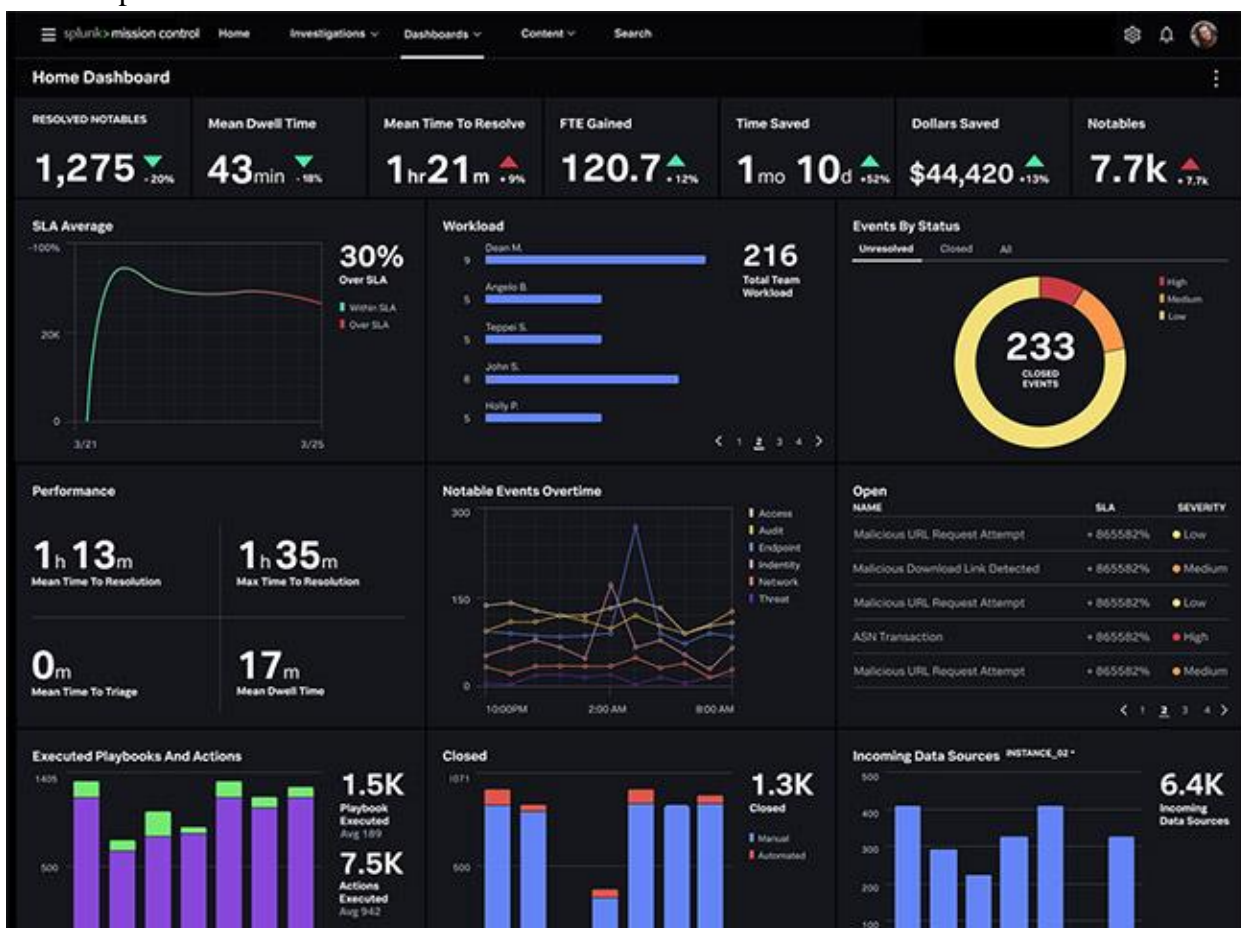 splunk>mission control Home Investigations Dashboards Content Search
Home Dashboard
RESOLVED NOTABLES
1,275 -20%
Mean Dwell Time
43min -18%
Mean Time To Resolve
1hr21m +9%
FTE Gained
120.7 +12%
Time Saved
1mo 10d +52%
Dollars Saved
$44,420 +13%
Notables
7.7k +7.7k
SLA Average
-100%
20K
0
3/21
3/25
30%
Over SLA
Within SLA
Over SLA
Workload
Dean M.
9
Angelo B.
5
Teppei S.
5
John S.
8
Holly P.
5
216
Total Team
Workload
< 1 2 3 4 >
Events By Status
Unresolved Closed All
233
CLOSED
EVENTS
High
Medium
Low
Performance
1h 13m
Mean Time To Resolution
1h 35m
Max Time To Resolution
0m
Mean Time To Triage
17m
Mean Dwell Time
Notable Events Overtime
300
150
0
10:00PM 2:00 AM 8:00 AM
Access
Audit
Endpoint
Indentity
Network
Threat
Open
NAME SLA SEVERITY
Malicious URL Request Attempt + 865582% Low
Malicious Download Link Detected + 865582% Medium
Malicious URL Request Attempt + 865582% Low
ASN Transaction + 865582% High
Malicious URL Request Attempt + 865582% Medium
< 1 2 3 4 >
Executed Playbooks And Actions
1405
500
1.5K
Playbook
Executed
Avg 189
7.5K
Actions
Executed
Avg 942
Closed
1071
500
1.3K
Closed
Manual
Automated
Incoming Data Sources INSTANCE_02
500
400
300
200
100
6.4K
Incoming
Data Sources